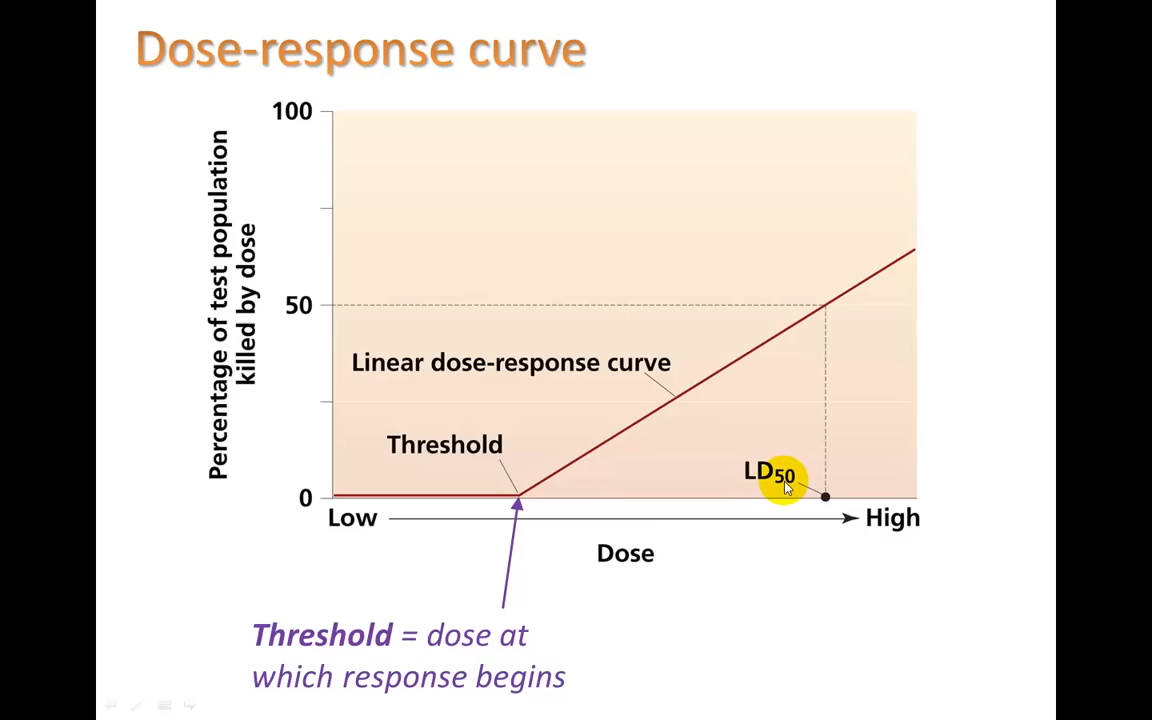 Dose-response curve
100
50
0
Percentage of test population
killed by dose
Linear dose-response curve
Threshold
LD50
Low
High
Dose
Threshold = dose at
which response begins